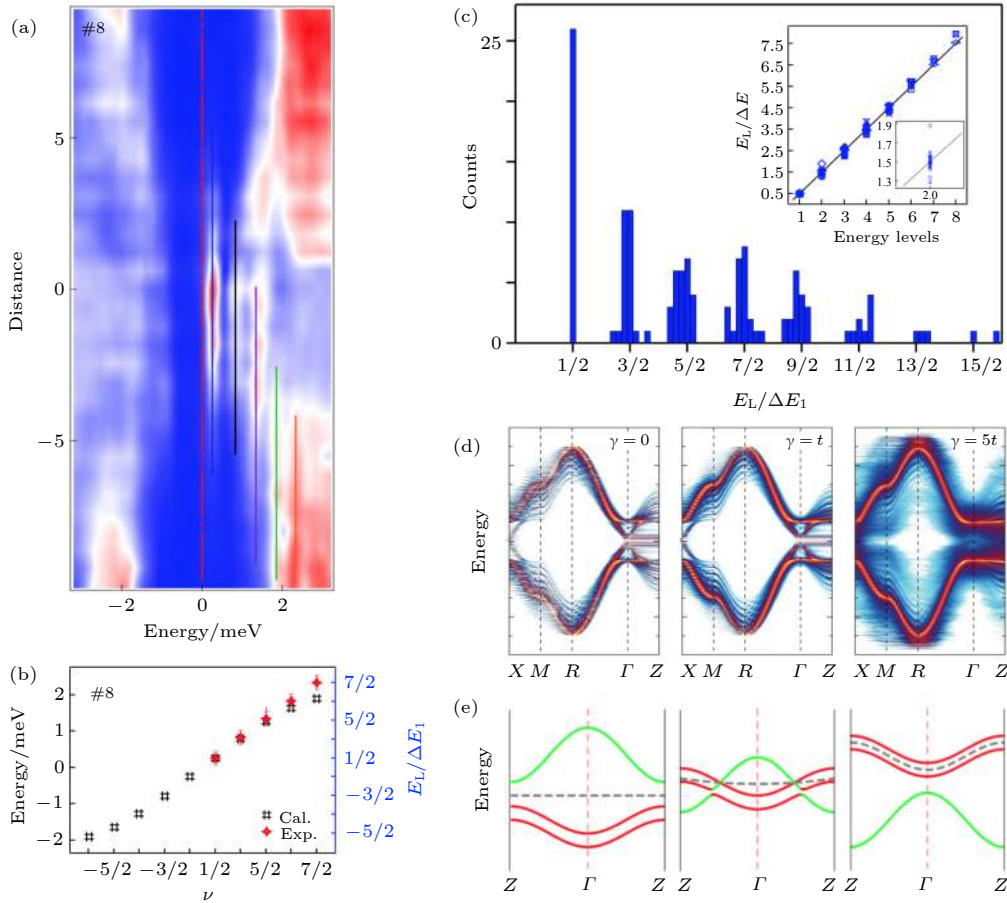 (a)
#8
Distance
5
0
−5
−2
0
2
Energy/meV
(b)
#8
Energy/meV
2
1
0
−1
−2
7/2
5/2
1/2
−3/2
−5/2
E_L/ΔE_1
Cal.
Exp.
−5/2
−3/2
1/2
5/2
7/2
ν
(c)
Counts
25
0
1/2
3/2
5/2
7/2
9/2
11/2
13/2
15/2
E_L/ΔE_1
E_L/ΔE
7.5
6.5
5.5
4.5
3.5
2.5
1.5
0.5
1 2 3 4 5 6 7 8
Energy levels
1.9
1.7
1.5
1.3
2.0
(d)
Energy
γ = 0
γ = t
γ = 5t
X M R Γ Z
X M R Γ Z
X M R Γ Z
(e)
Energy
Z Γ Z
Z Γ Z
Z Γ Z